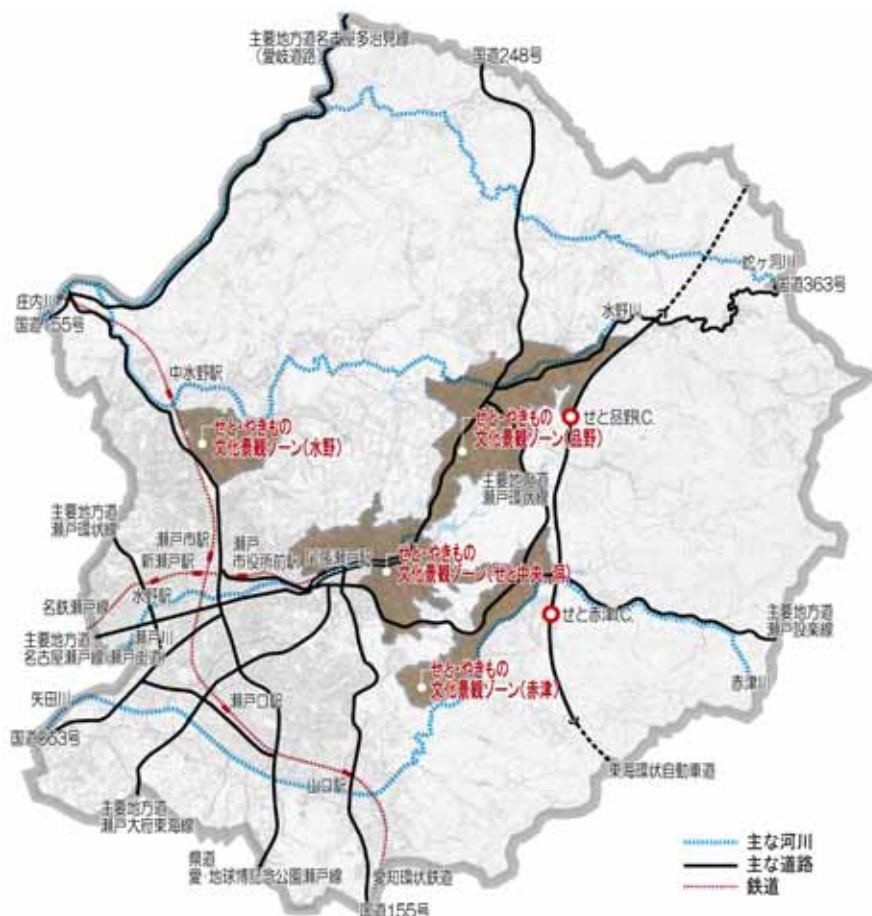 主要地方道名古屋多治見線
（愛岐道路）
国道248号
蛇ヶ洞川
国道363号
水野川
庄内川
国道155号
中水野駅
せと・やきもの
文化景観ゾーン(水野)
せと・やきもの
文化景観ゾーン(品野)
せと品野I.C.
主要地方道
瀬戸環状線
主要地方道
瀬戸環状線
瀬戸市駅
新瀬戸駅
瀬戸
市役所前駅
尾張瀬戸駅
せと・やきもの
文化景観ゾーン(せと中央・洞)
水野駅
名鉄瀬戸線
主要地方道
名古屋瀬戸線(瀬戸街道)
瀬戸川
せと赤津I.C.
主要地方道
瀬戸設楽線
赤津川
せと・やきもの
文化景観ゾーン(赤津)
矢田川
瀬戸口駅
国道363号
山口駅
東海環状自動車道
主要地方道
瀬戸大府東海線
県道
愛・地球博記念公園瀬戸線
愛知環状鉄道
国道155号
主な河川
主な道路
鉄道